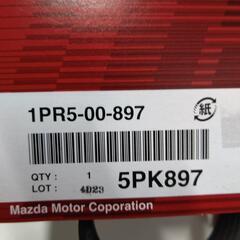 1PR5-00-897
紙
QTY : 1
LOT : 4D23
5PK897
Mazda Motor Coporation